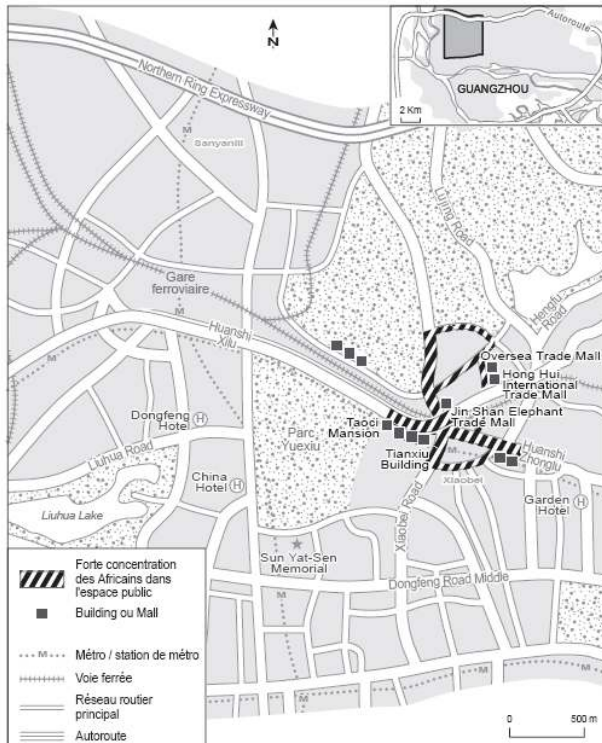 N
Autoroute
GUANGZHOU
2 Km
Northern Ring Expressway
M
Sanyanili
Lujing Road
Gare
ferroviaire
M
Hengfu
Road
Huanshi
Xilu
Oversea Trade Mall
Hong Hui
International
Trade Mall
Jin Shan Elephant
Trade Mall
Taoci
Mansion
Dongfeng
Hotel
H
Parc
Yuexiu
Tianxiu
Building
M
Huanshi
Zhonglu
Liuhua Road
Xiaobei
China
Hotel
H
Xiaobei Road
Garden
Hotel
H
Liuhua Lake
Sun Yat-Sen
Memorial
Dongfeng Road Middle
M
M
M
Forte concentration
des Africains dans
l'espace public
Building ou Mall
M
Métro / station de métro
Voie ferrée
Réseau routier
principal
Autoroute
0 500 m